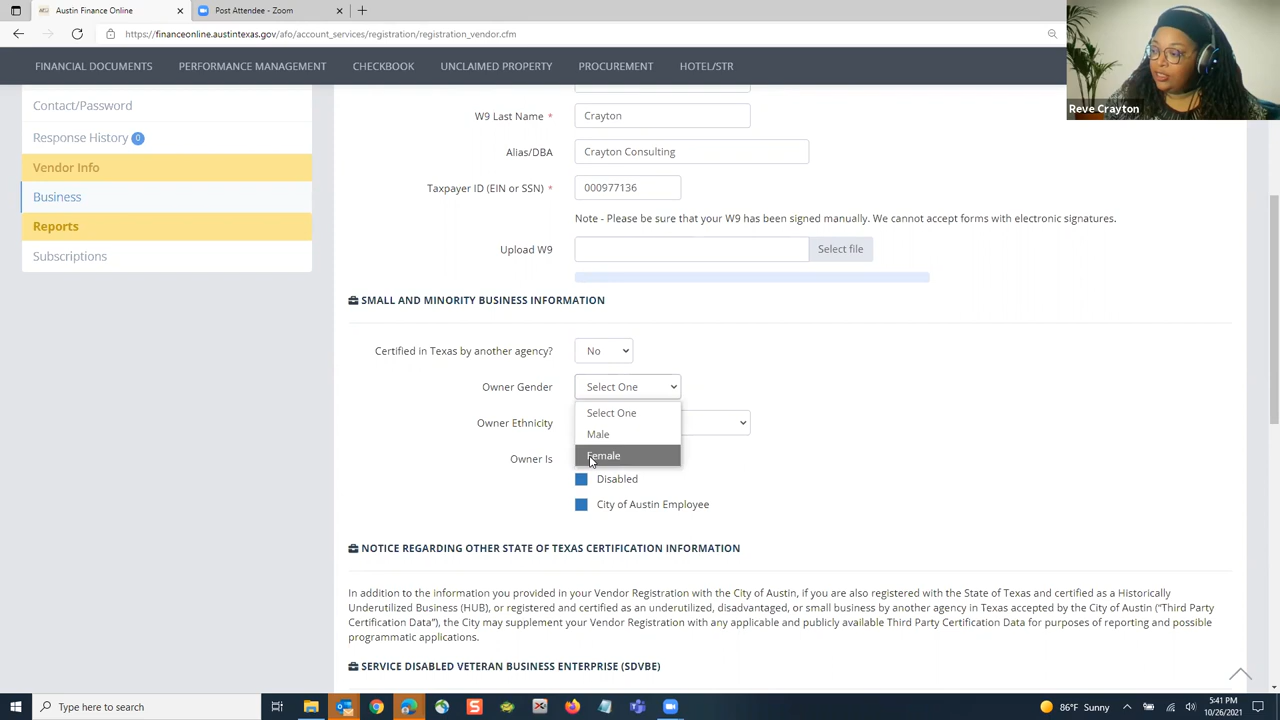 Austin Finance Online
Post Attendee - Zoom
https://financeonline.austintexas.gov/afo/account_services/registration/registration_vendor.cfm
FINANCIAL DOCUMENTS PERFORMANCE MANAGEMENT CHECKBOOK UNCLAIMED PROPERTY PROCUREMENT HOTEL/STR
Reve Crayton
Contact/Password
Response History 0
Vendor Info
Business
Reports
Subscriptions
W9 Last Name * Crayton
Alias/DBA Crayton Consulting
Taxpayer ID (EIN or SSN) * 000977136
Note - Please be sure that your W9 has been signed manually. We cannot accept forms with electronic signatures.
Upload W9 Select file
SMALL AND MINORITY BUSINESS INFORMATION
Certified in Texas by another agency? No
Owner Gender Select One
Select One
Male
Female
Owner Ethnicity
Owner Is
Disabled
City of Austin Employee
NOTICE REGARDING OTHER STATE OF TEXAS CERTIFICATION INFORMATION
In addition to the information you provided in your Vendor Registration with the City of Austin, if you are also registered with the State of Texas and certified as a Historically
Underutilized Business (HUB), or registered and certified as an underutilized, disadvantaged, or small business by another agency in Texas accepted by the City of Austin ("Third Party
Certification Data"), the City may supplement your Vendor Registration with any applicable and publicly available Third Party Certification Data for purposes of reporting and possible
programmatic applications.
SERVICE DISABLED VETERAN BUSINESS ENTERPRISE (SDVBE)
Type here to search
86°F Sunny
5:41 PM
10/26/2021